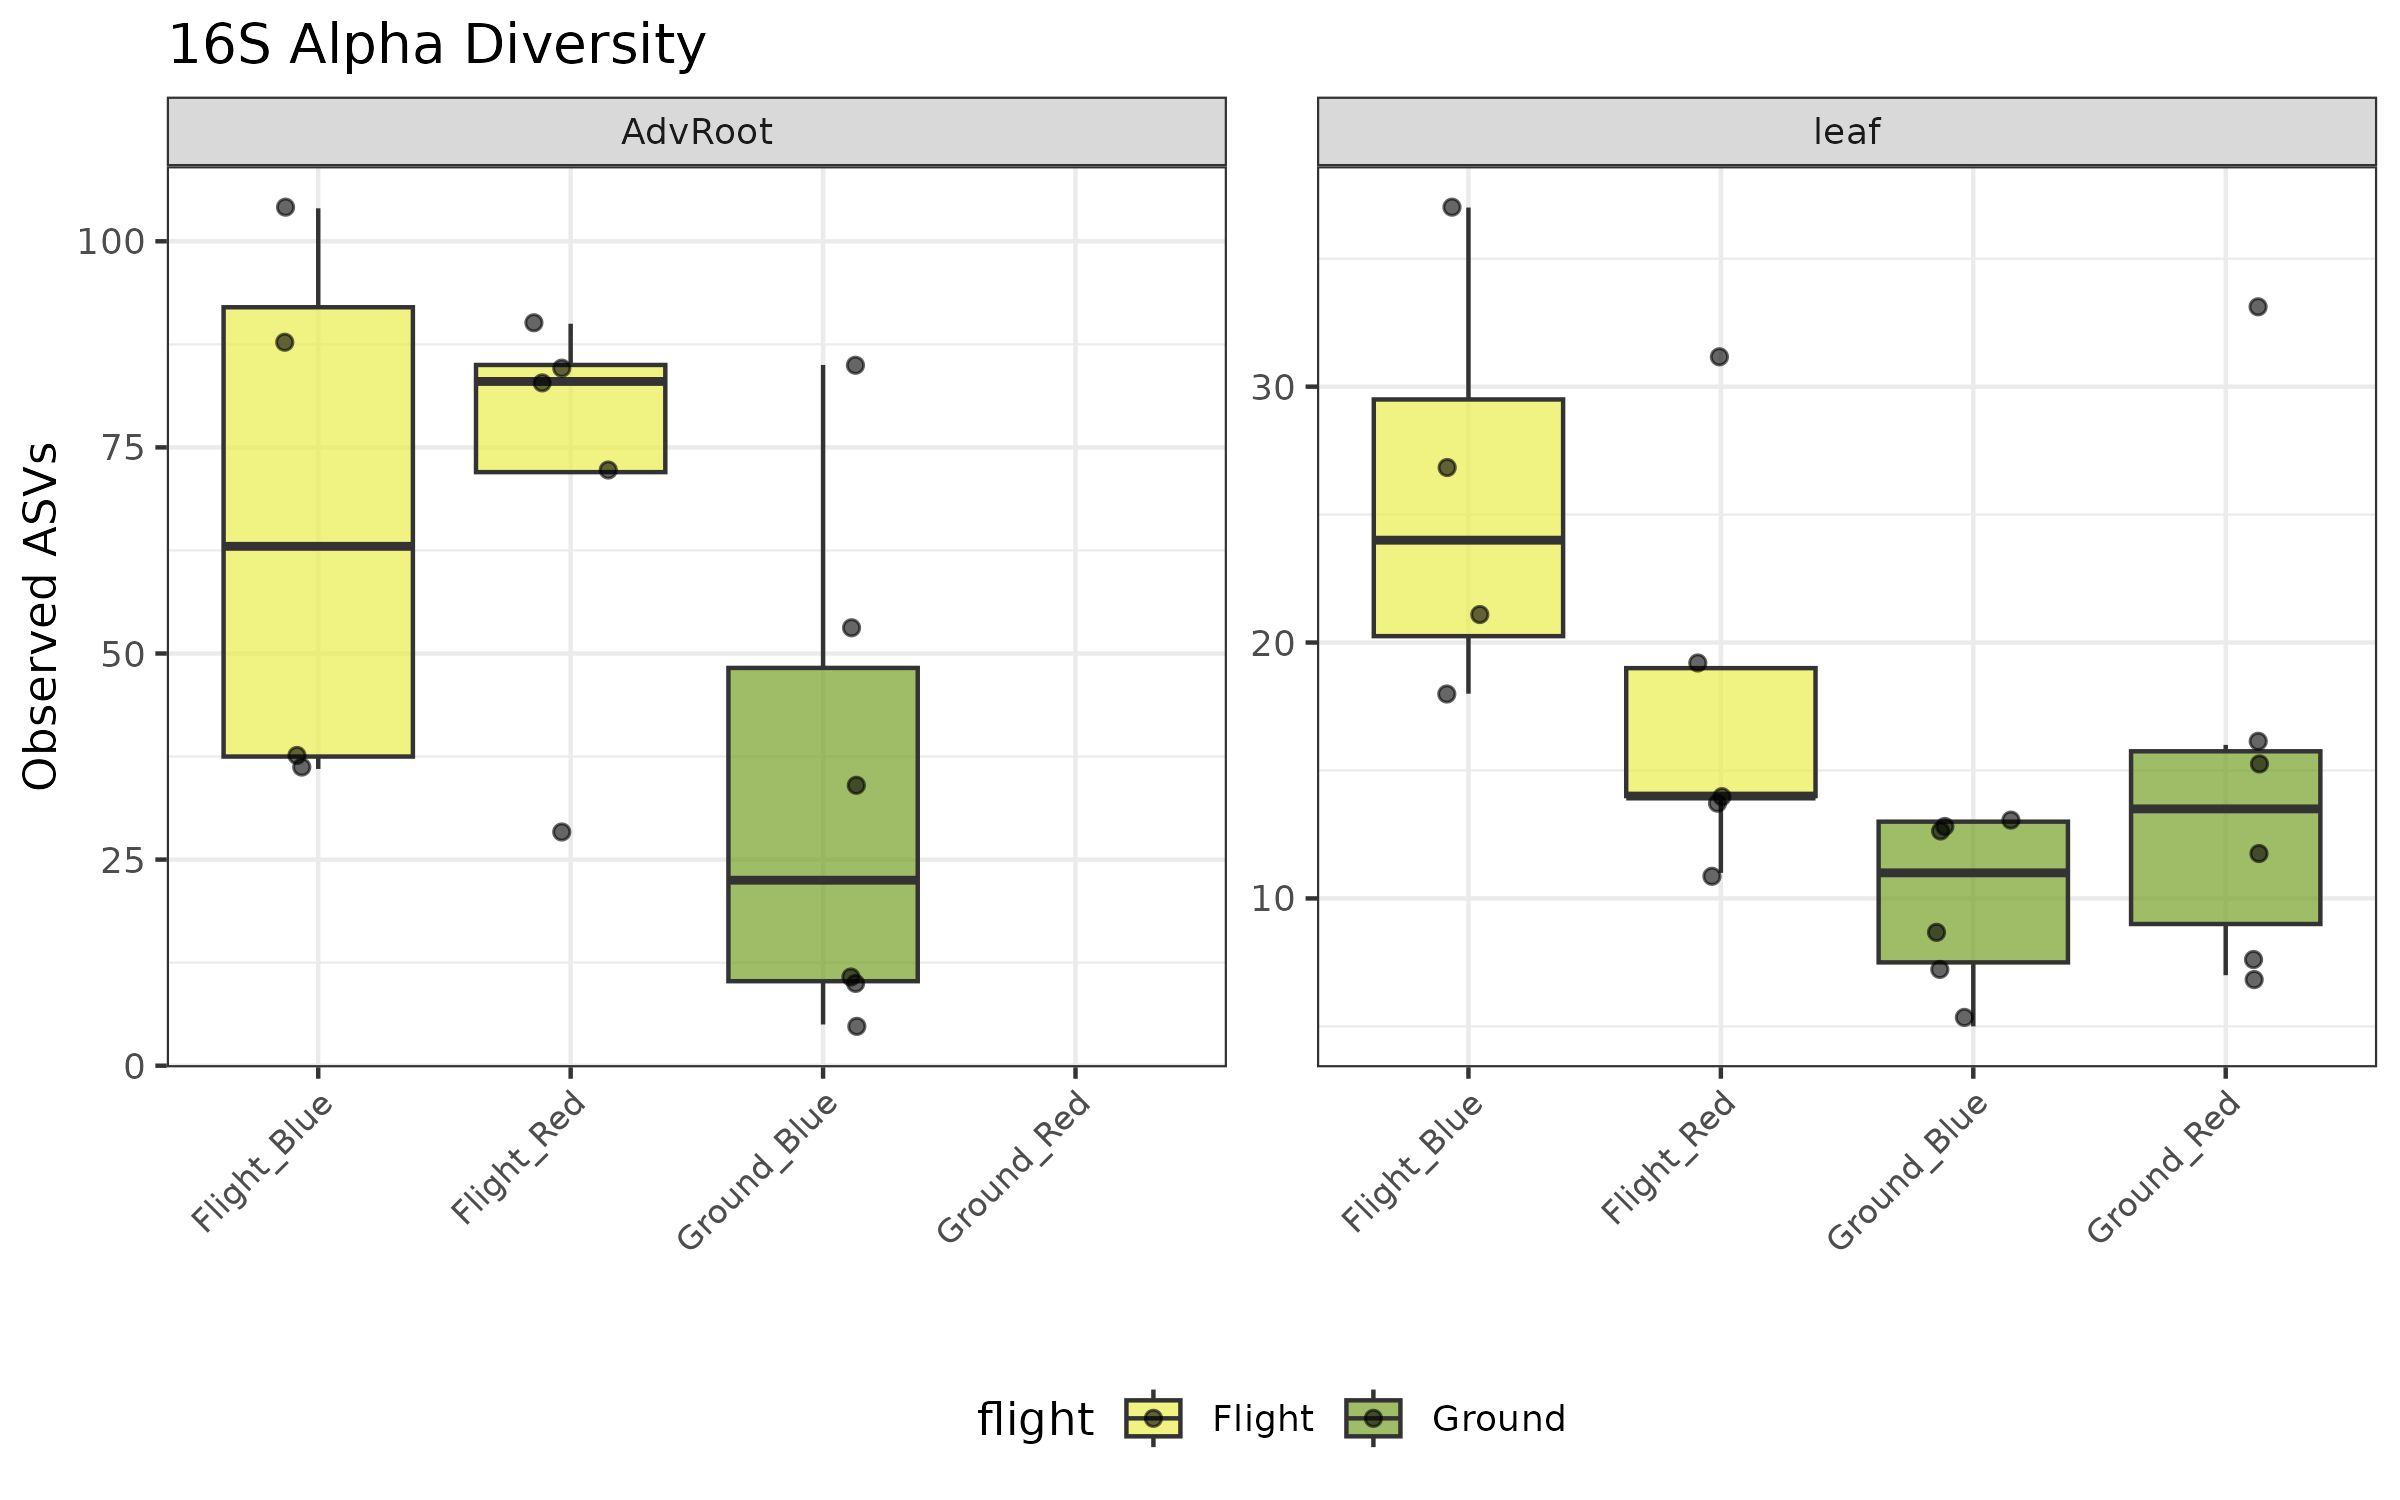 16S Alpha Diversity
AdvRoot
leaf
Observed ASVs
100
75
50
25
0
30
20
10
Flight_Blue
Flight_Red
Ground_Blue
Ground_Red
Flight_Blue
Flight_Red
Ground_Blue
Ground_Red
flight Flight Ground